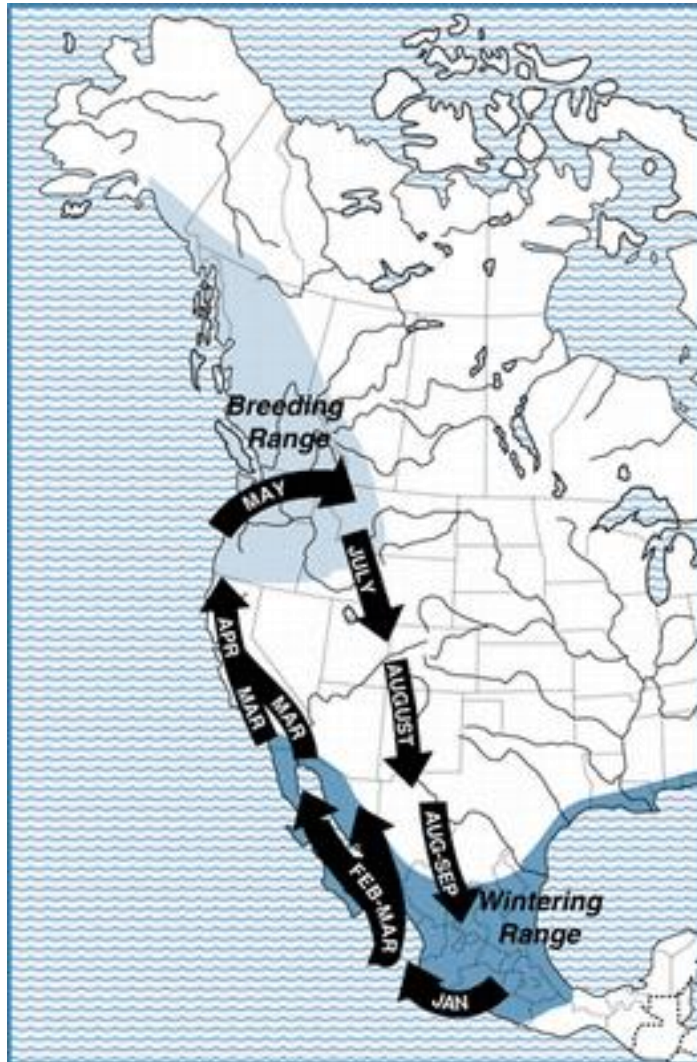 Breeding
Range
MAY
JULY
APR
MAR
MAR
AUGUST
AUG-SEP
FEB-MAR
Wintering
Range
JAN